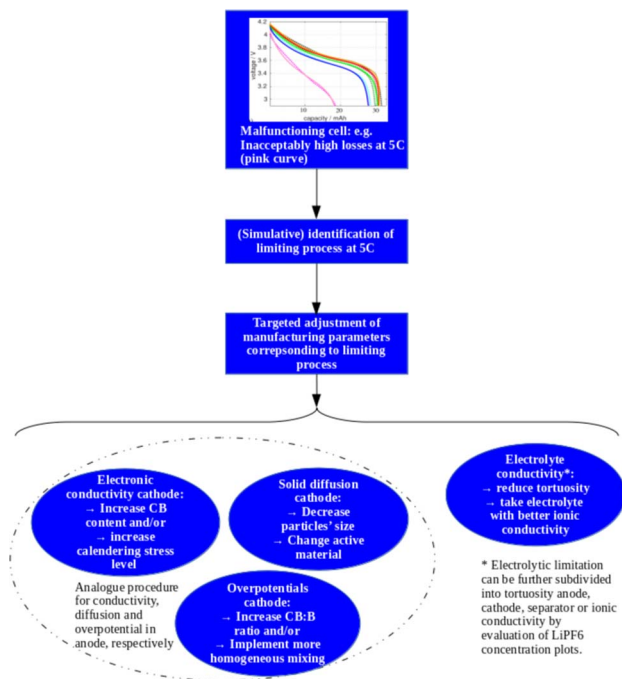 4.2
4
3.8
3.6
3.4
3.2
3
voltage / V
10 20 30
capacity / mAh
Malfunctioning cell: e.g.
Inacceptably high losses at 5C
(pink curve)
(Simulative) identification of
limiting process at 5C
Targeted adjustment of
manufacturing parameters
correpsonding to limiting
process
Electronic
conductivity cathode:
→ Increase CB
content and/or
→ increase
calendering stress
level
Solid diffusion
cathode:
→ Decrease
particles' size
→ Change active
material
Electrolyte
conductivity*:
→ reduce tortuosity
→ take electrolyte
with better ionic
conductivity
Analogue procedure
for conductivity,
diffusion and
overpotential in
anode, respectively
Overpotentials
cathode:
→ Increase CB:B
ratio and/or
→ Implement more
homogeneous mixing
* Electrolytic limitation
can be further subdivided
into tortuosity anode,
cathode, separator or ionic
conductivity by
evaluation of LiPF6
concentration plots.